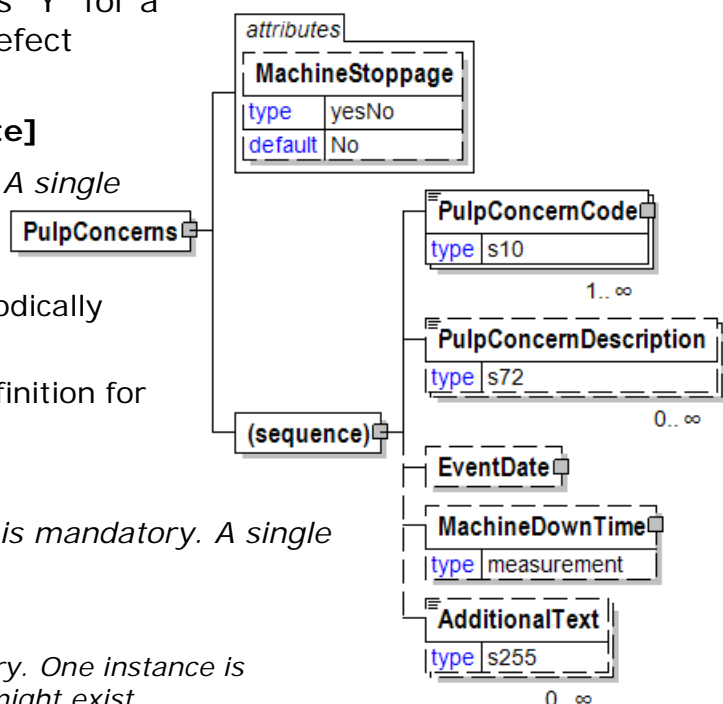 s "Y" for a
efect
te]
A single
odically
finition for
is mandatory. A single
ry. One instance is
might exist
attributes
MachineStoppage
type yesNo
default No
PulpConcerns
(sequence)
PulpConcernCode
type s10
1.. ∞
PulpConcernDescription
type s72
0.. ∞
EventDate
MachineDownTime
type measurement
AdditionalText
type s255
0.. ∞